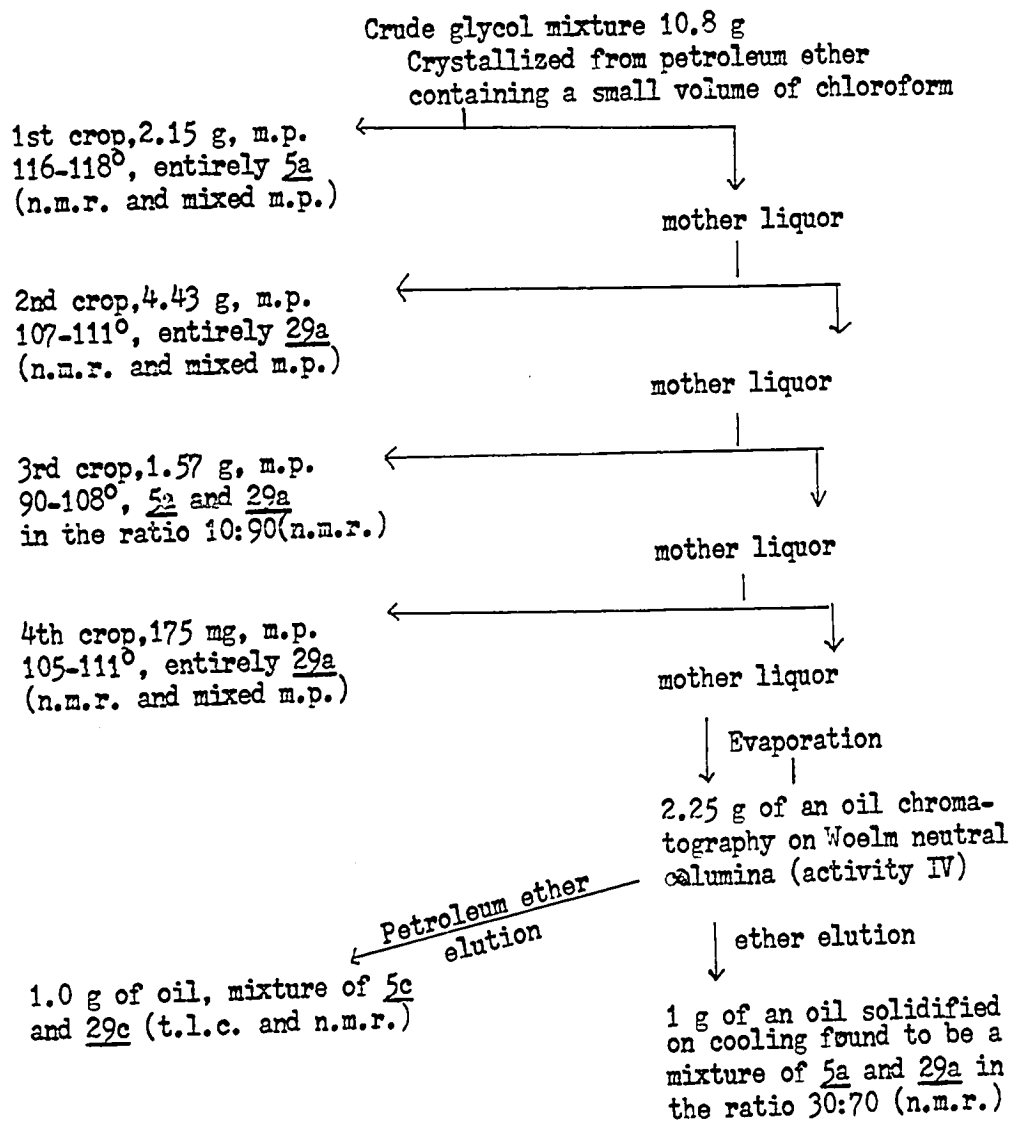 Crude glycol mixture 10.8 g
Crystallized from petroleum ether
containing a small volume of chloroform
1st crop,2.15 g, m.p.
116-118°, entirely 5a
(n.m.r. and mixed m.p.)
mother liquor
2nd crop,4.43 g, m.p.
107-111°, entirely 29a
(n.m.r. and mixed m.p.)
mother liquor
3rd crop,1.57 g, m.p.
90-108°, 5a and 29a
in the ratio 10:90(n.m.r.)
mother liquor
4th crop,175 mg, m.p.
105-111°, entirely 29a
(n.m.r. and mixed m.p.)
mother liquor
Evaporation
2.25 g of an oil chroma-
tography on Woelm neutral
alumina (activity IV)
Petroleum ether
elution
ether elution
1.0 g of oil, mixture of 5c
and 29c (t.l.c. and n.m.r.)
1 g of an oil solidified
on cooling found to be a
mixture of 5a and 29a in
the ratio 30:70 (n.m.r.)